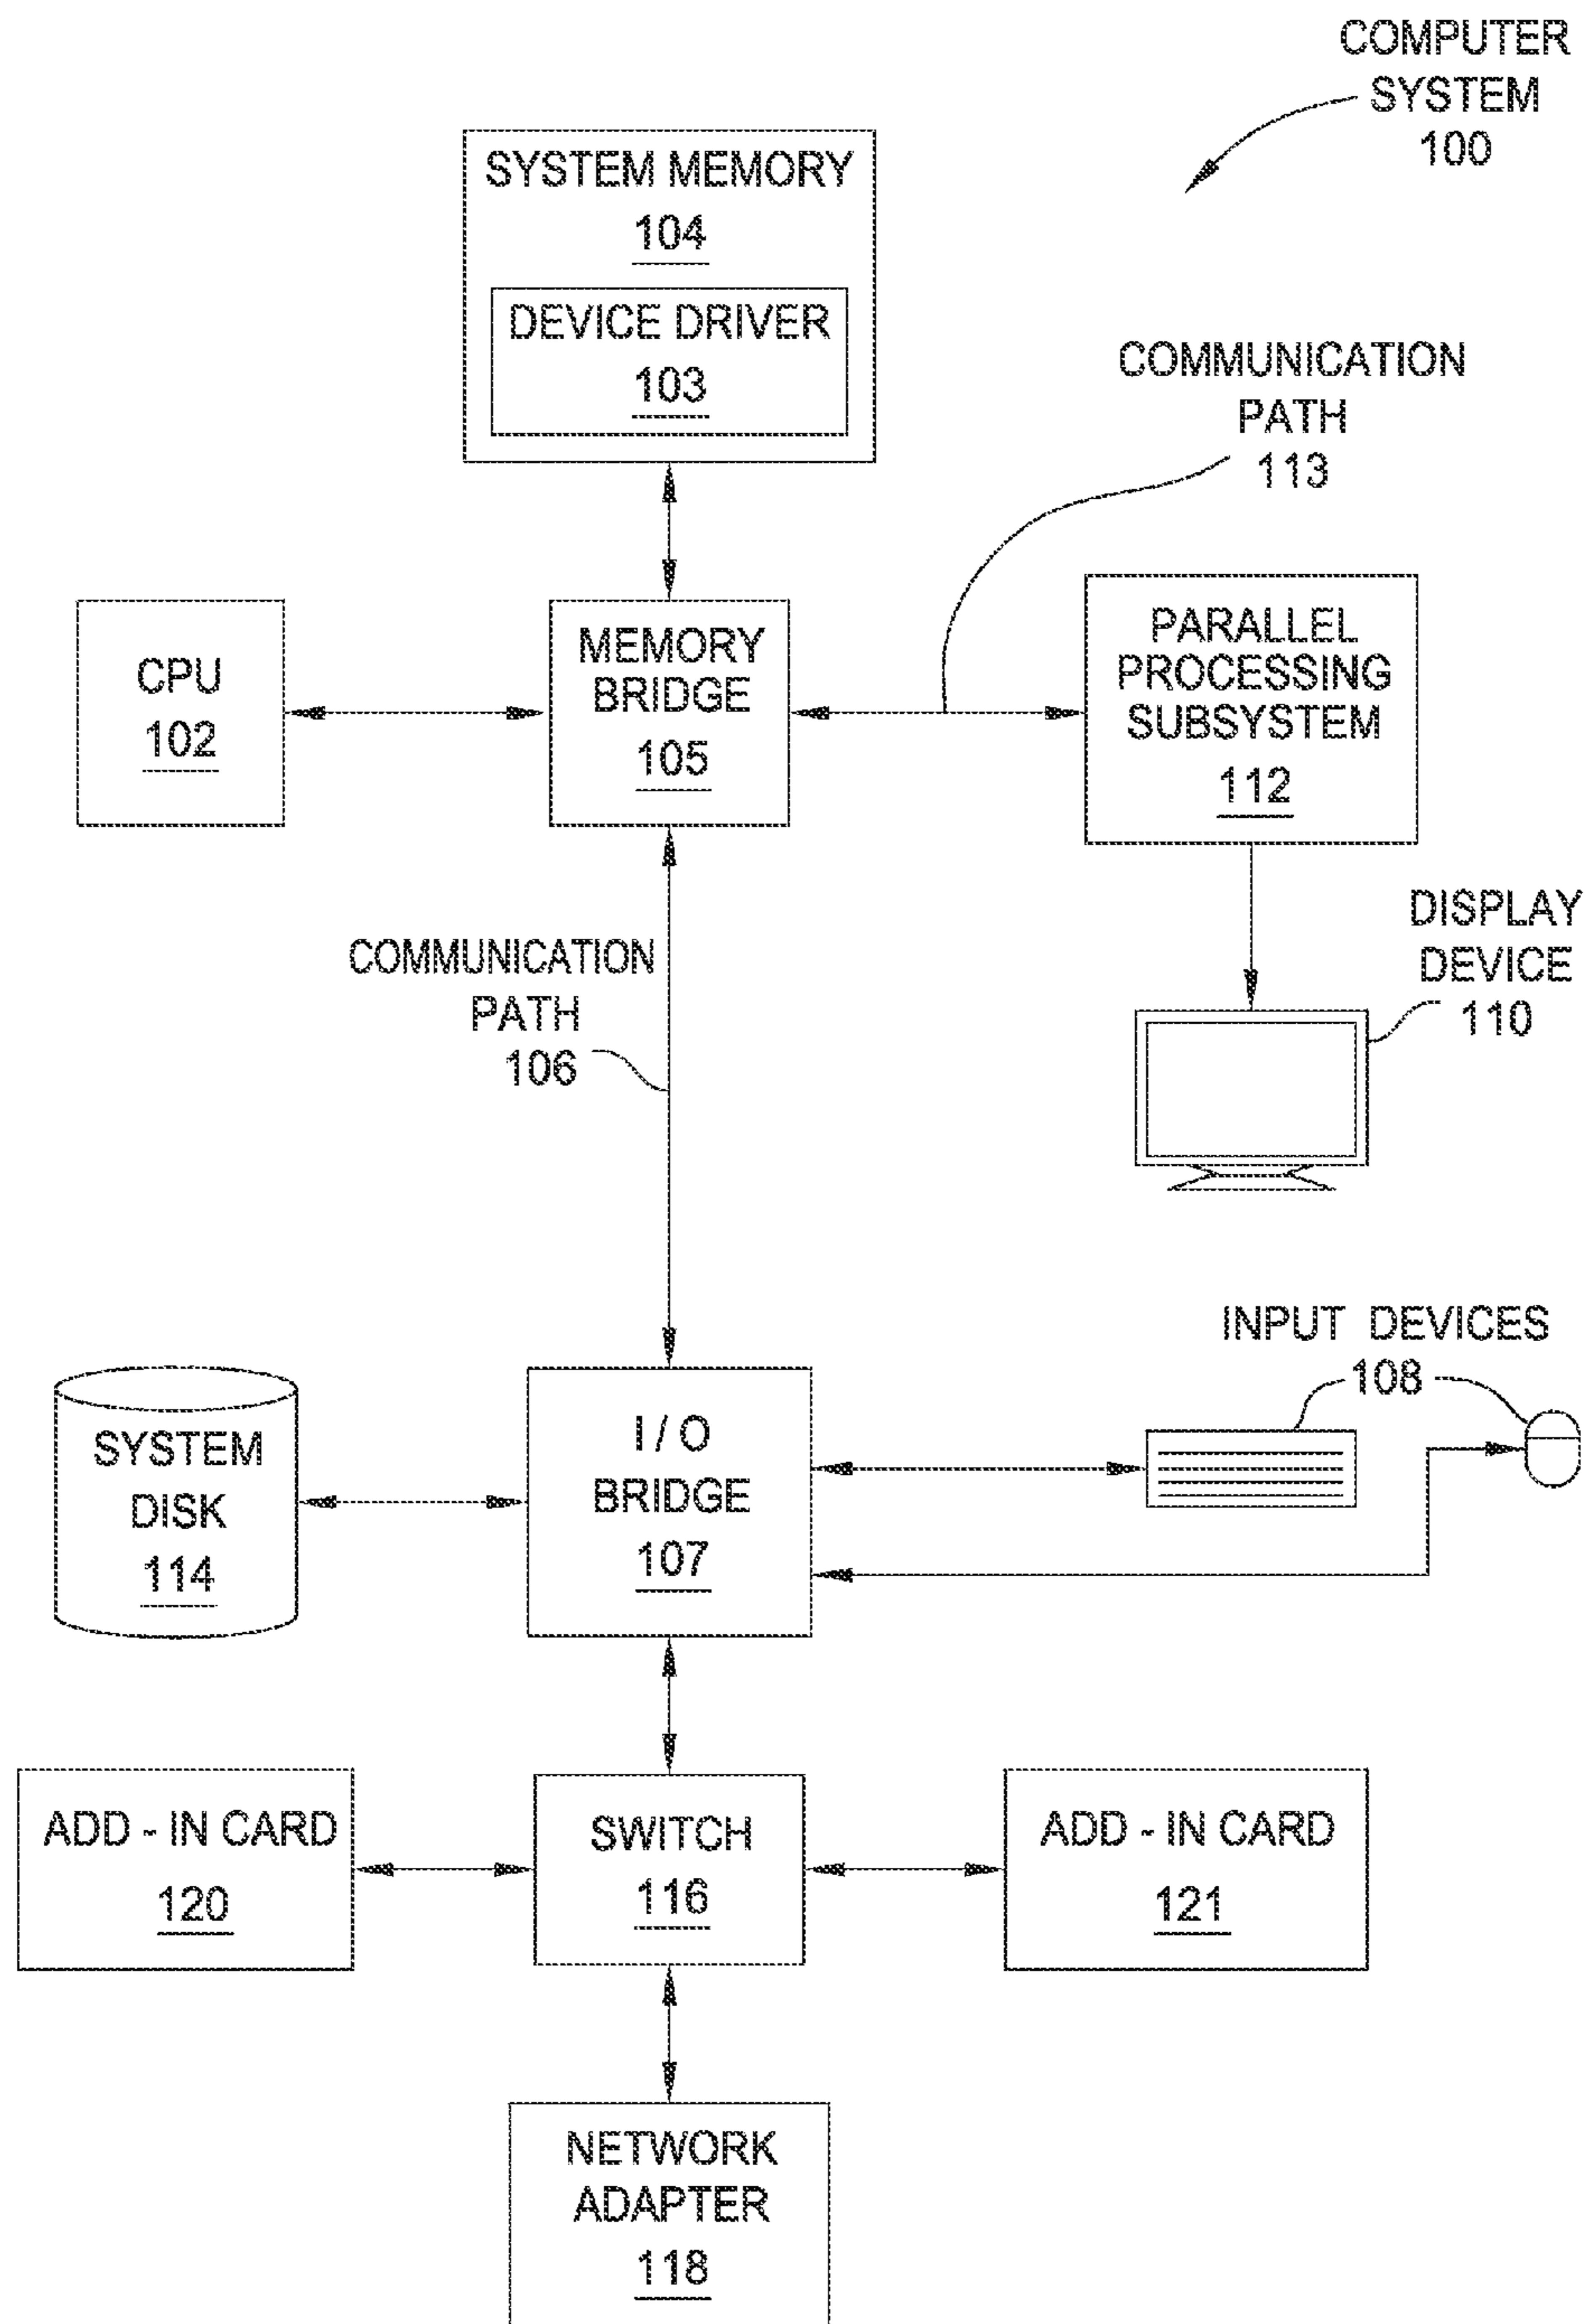 COMPUTER
SYSTEM
100
SYSTEM MEMORY
104
DEVICE DRIVER
103
COMMUNICATION
PATH
113
CPU
102
MEMORY
BRIDGE
105
PARALLEL
PROCESSING
SUBSYSTEM
112
COMMUNICATION
PATH
106
DISPLAY
DEVICE
110
INPUT DEVICES
108
SYSTEM
DISK
114
I / O
BRIDGE
107
ADD - IN CARD
120
SWITCH
116
ADD - IN CARD
121
NETWORK
ADAPTER
118